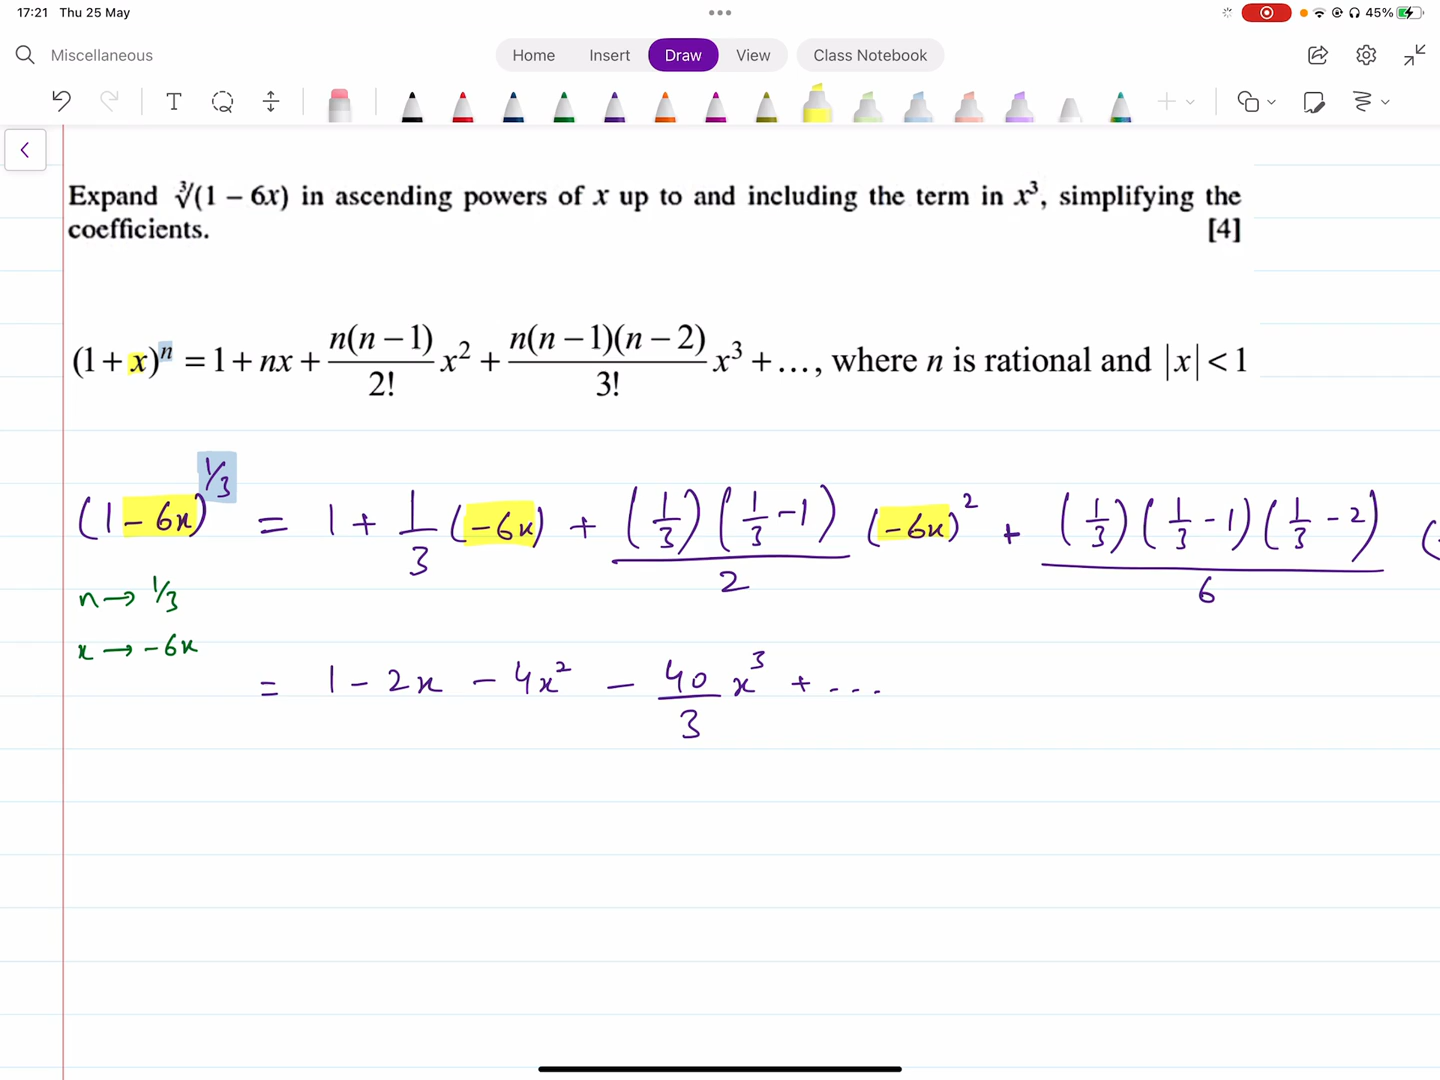 17:21 Thu 25 May
45%
Miscellaneous
Home Insert Draw View Class Notebook
T
Expand ∛(1 − 6x) in ascending powers of x up to and including the term in x³, simplifying the
coefficients. [4]
(1 + x)ⁿ = 1 + nx + n(n − 1)/2! x² + n(n − 1)(n − 2)/3! x³ + …, where n is rational and |x| < 1
(1 − 6x)^⅓ = 1 + 1/3 (−6x) + (1/3)(1/3 − 1)/2 (−6x)² + (1/3)(1/3 − 1)(1/3 − 2)/6 (
n → 1/3
x → −6x
= 1 − 2x − 4x² − 40/3 x³ + ...